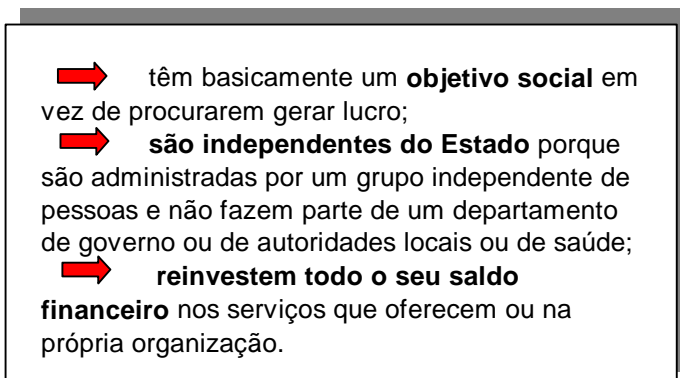 têm basicamente um objetivo social em
vez de procurarem gerar lucro;
são independentes do Estado porque
são administradas por um grupo independente de
pessoas e não fazem parte de um departamento
de governo ou de autoridades locais ou de saúde;
reinvestem todo o seu saldo
financeiro nos serviços que oferecem ou na
própria organização.